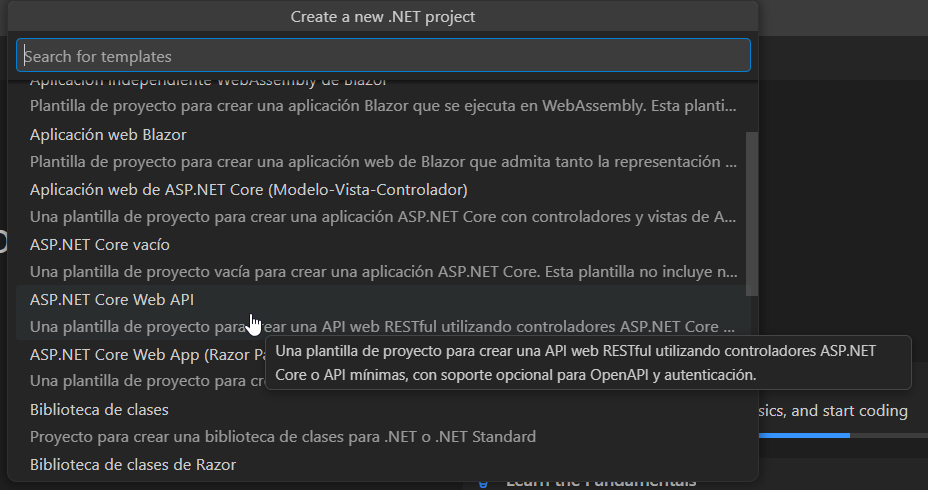 Create a new .NET project
Search for templates
Aplicación independiente WebAssembly de Blazor
Plantilla de proyecto para crear una aplicación Blazor que se ejecuta en WebAssembly. Esta planti...
Aplicación web Blazor
Plantilla de proyecto para crear una aplicación web de Blazor que admita tanto la representación ...
Aplicación web de ASP.NET Core (Modelo-Vista-Controlador)
Una plantilla de proyecto para crear una aplicación ASP.NET Core con controladores y vistas de A...
ASP.NET Core vacío
Una plantilla de proyecto vacía para crear una aplicación ASP.NET Core. Esta plantilla no incluye n...
ASP.NET Core Web API
Una plantilla de proyecto para crear una API web RESTful utilizando controladores ASP.NET Core ...
ASP.NET Core Web App (Razor Pa
Una plantilla de proyecto para cre
Una plantilla de proyecto para crear una API web RESTful utilizando controladores ASP.NET
Core o API mínimas, con soporte opcional para OpenAPI y autenticación.
Biblioteca de clases
Proyecto para crear una biblioteca de clases para .NET o .NET Standard
Biblioteca de clases de Razor
sics, and start coding
Learn the Fundamentals